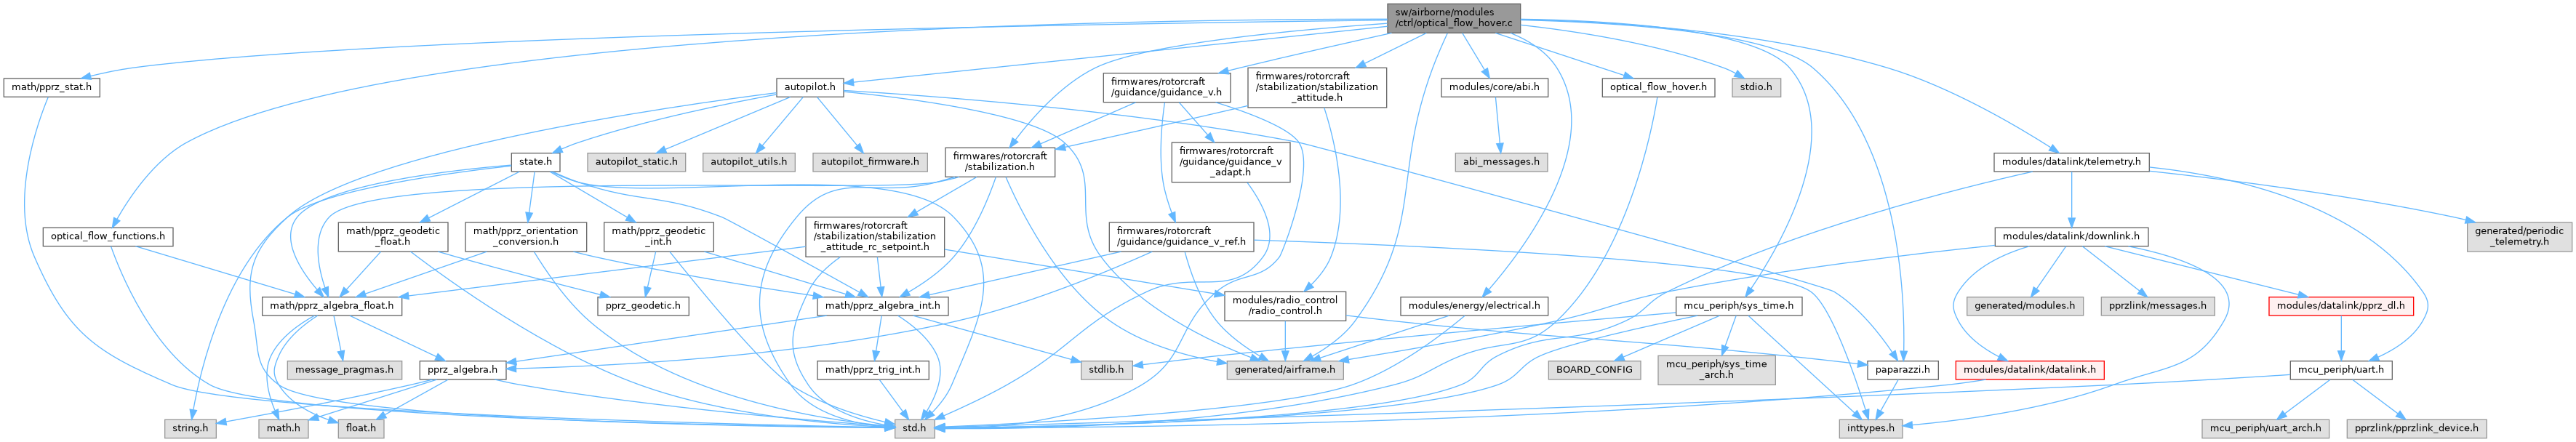 sw/airborne/modules
/ctrl/optical_flow_hover.c
math/pprz_stat.h
autopilot.h
firmwares/rotorcraft
/guidance/guidance_v.h
firmwares/rotorcraft
/stabilization/stabilization
_attitude.h
modules/core/abi.h
optical_flow_hover.h
stdio.h
state.h
autopilot_static.h
autopilot_utils.h
autopilot_firmware.h
firmwares/rotorcraft
/stabilization.h
firmwares/rotorcraft
/guidance/guidance_v
_adapt.h
abi_messages.h
modules/datalink/telemetry.h
optical_flow_functions.h
math/pprz_geodetic
_float.h
math/pprz_orientation
_conversion.h
math/pprz_geodetic
_int.h
firmwares/rotorcraft
/stabilization/stabilization
_attitude_rc_setpoint.h
firmwares/rotorcraft
/guidance/guidance_v_ref.h
modules/datalink/downlink.h
generated/periodic
_telemetry.h
math/pprz_algebra_float.h
pprz_geodetic.h
math/pprz_algebra_int.h
modules/radio_control
/radio_control.h
modules/energy/electrical.h
mcu_periph/sys_time.h
generated/modules.h
pprzlink/messages.h
modules/datalink/pprz_dl.h
message_pragmas.h
pprz_algebra.h
math/pprz_trig_int.h
stdlib.h
generated/airframe.h
BOARD_CONFIG
mcu_periph/sys_time
_arch.h
paparazzi.h
modules/datalink/datalink.h
mcu_periph/uart.h
string.h
math.h
float.h
std.h
inttypes.h
mcu_periph/uart_arch.h
pprzlink/pprzlink_device.h